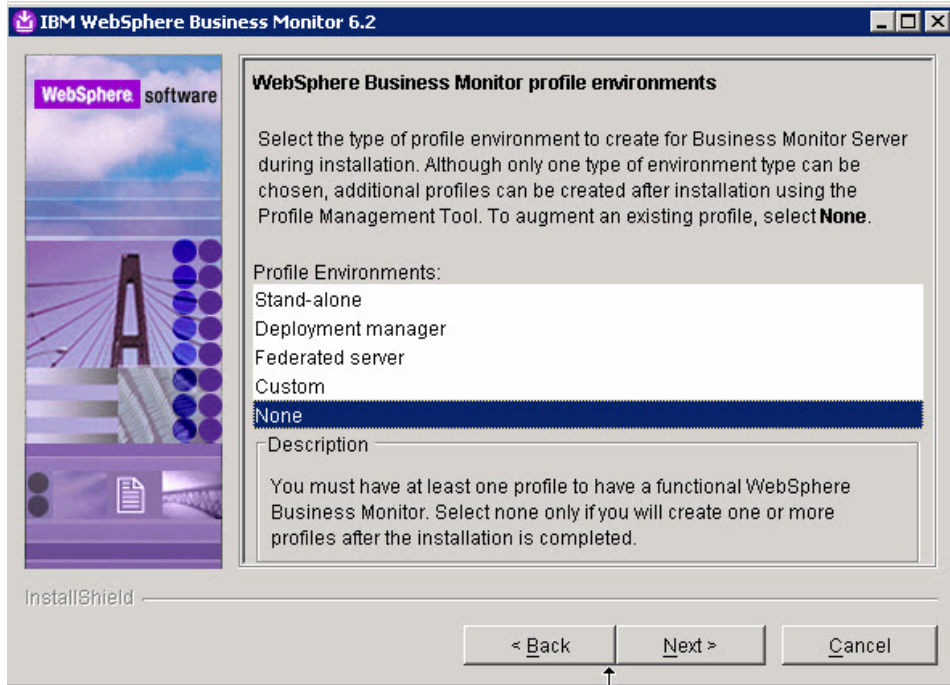 IBM WebSphere Business Monitor 6.2
WebSphere software
WebSphere Business Monitor profile environments
Select the type of profile environment to create for Business Monitor Server
during installation. Although only one type of environment type can be
chosen, additional profiles can be created after installation using the
Profile Management Tool. To augment an existing profile, select None.
Profile Environments:
Stand-alone
Deployment manager
Federated server
Custom
None
Description
You must have at least one profile to have a functional WebSphere
Business Monitor. Select none only if you will create one or more
profiles after the installation is completed.
InstallShield
< Back
Next >
Cancel